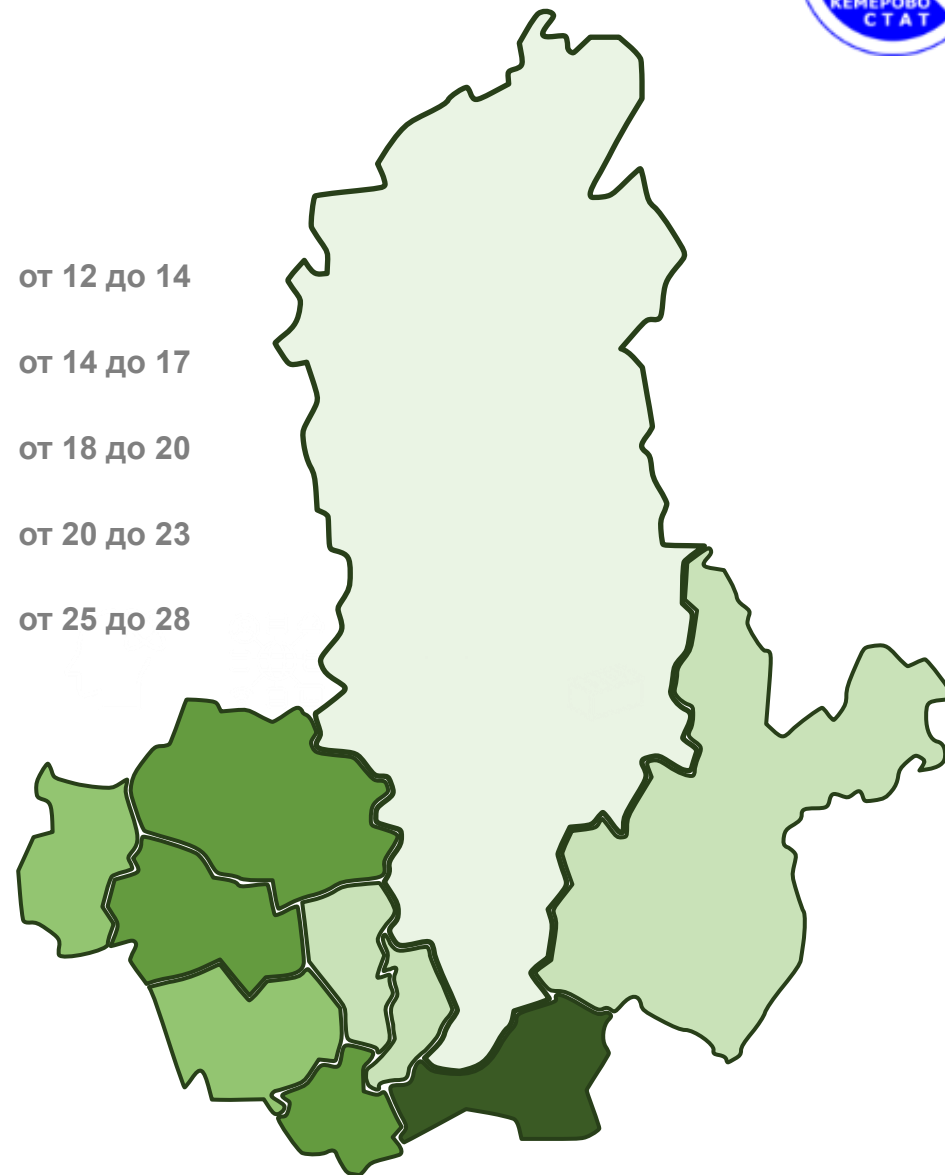 КЕМЕРОВО
СТАТ
от 12 до 14
от 14 до 17
от 18 до 20
от 20 до 23
от 25 до 28